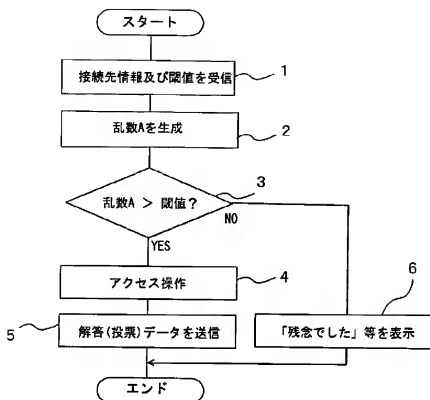 スタート
接続先情報及び閾値を受信
1
乱数Aを生成
2
乱数A > 閾値?
3
NO
YES
アクセス操作
4
6
5
解答(投票)データを送信
「残念でした」等を表示
エンド